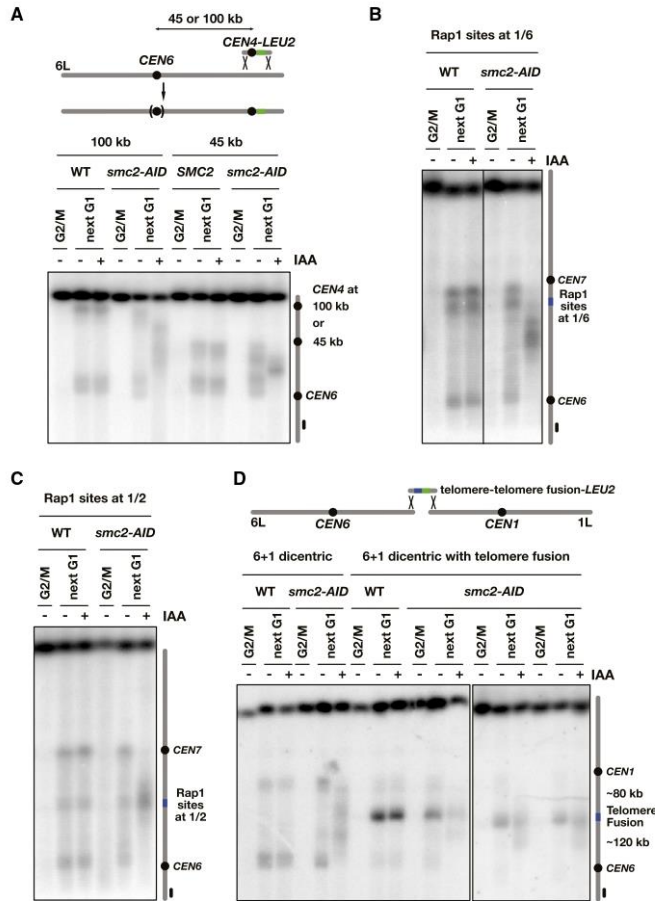 A
45 or 100 kb
CEN4-LEU2
6L
CEN6
( )
100 kb
45 kb
WT
smc2-AID
SMC2
smc2-AID
G2/M
next G1
G2/M
next G1
G2/M
next G1
G2/M
next G1
- - + - - + - - + - - +
IAA
CEN4 at
100 kb
or
45 kb
CEN6
B
Rap1 sites at 1/6
WT
smc2-AID
G2/M
next G1
G2/M
next G1
- - + - - +
IAA
CEN7
Rap1
sites
at 1/6
CEN6
C
Rap1 sites at 1/2
WT
smc2-AID
G2/M
next G1
G2/M
next G1
- - + - - +
IAA
CEN7
Rap1
sites
at 1/2
CEN6
D
telomere-telomere fusion-LEU2
6L
CEN6
CEN1
1L
6+1 dicentric
6+1 dicentric with telomere fusion
WT
smc2-AID
WT
smc2-AID
G2/M
next G1
G2/M
next G1
G2/M
next G1
G2/M
next G1
G2/M
next G1
G2/M
next G1
- - + - - + - - + - - + - - + - - +
IAA
CEN1
~80 kb
Telomere
Fusion
~120 kb
CEN6